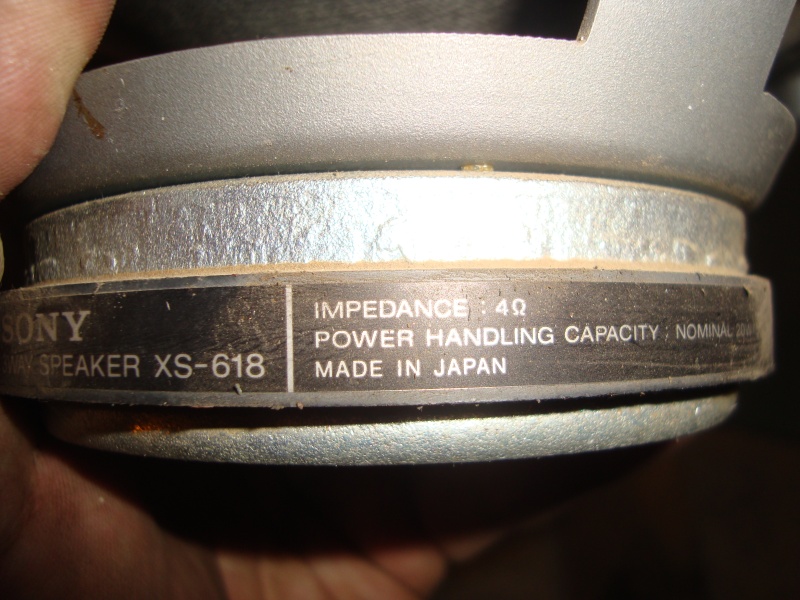 SONY
SPEAKER XS-618
IMPEDANCE : 4Ω
POWER HANDLING CAPACITY : NOMINAL
MADE IN JAPAN